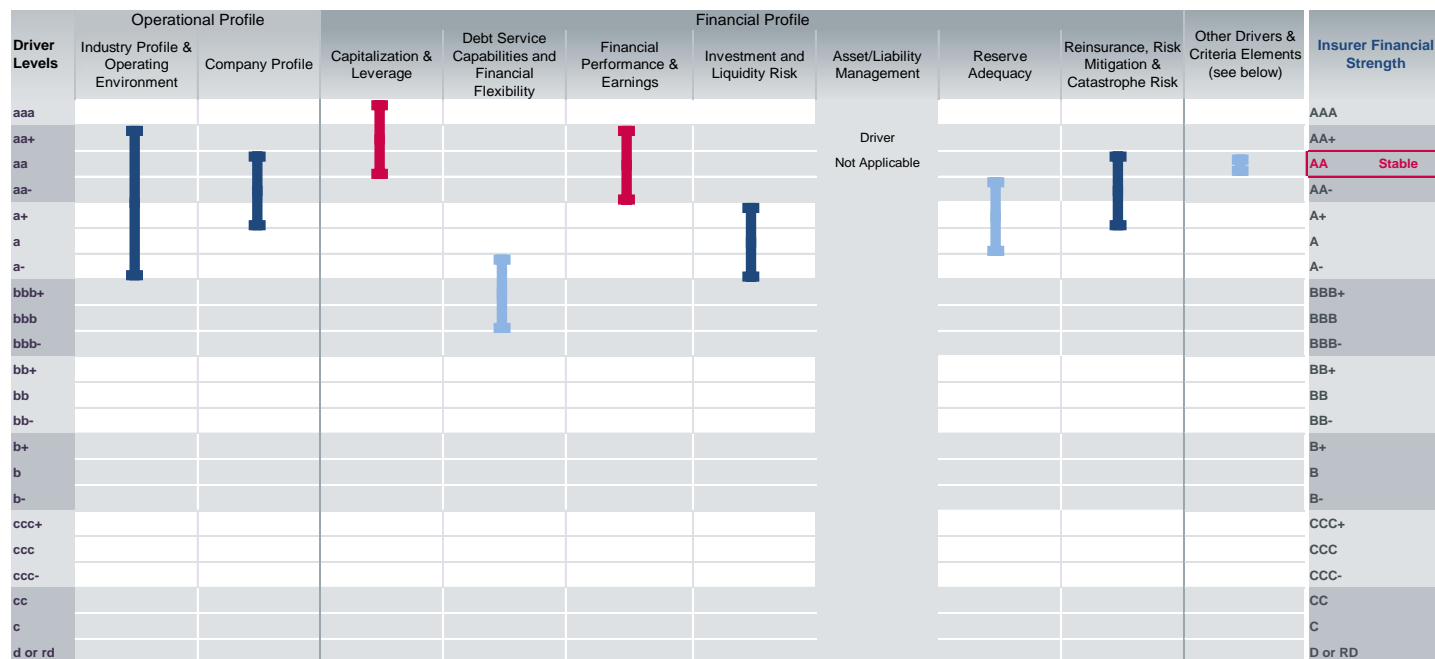 Operational Profile
Financial Profile
Driver
Levels
Industry Profile &
Operating
Environment
Company Profile
Capitalization &
Leverage
Debt Service
Capabilities and
Financial
Flexibility
Financial
Performance &
Earnings
Investment and
Liquidity Risk
Asset/Liability
Management
Reserve
Adequacy
Reinsurance, Risk
Mitigation &
Catastrophe Risk
Other Drivers &
Criteria Elements
(see below)
Insurer Financial
Strength
aaa AAA
aa+ Driver AA+
aa Not Applicable AA Stable
aa- AA-
a+ A+
a A
a- A-
bbb+ BBB+
bbb BBB
bbb- BBB-
bb+ BB+
bb BB
bb- BB-
b+ B+
b B
b- B-
ccc+ CCC+
ccc CCC
ccc- CCC-
cc CC
c C
d or rd D or RD